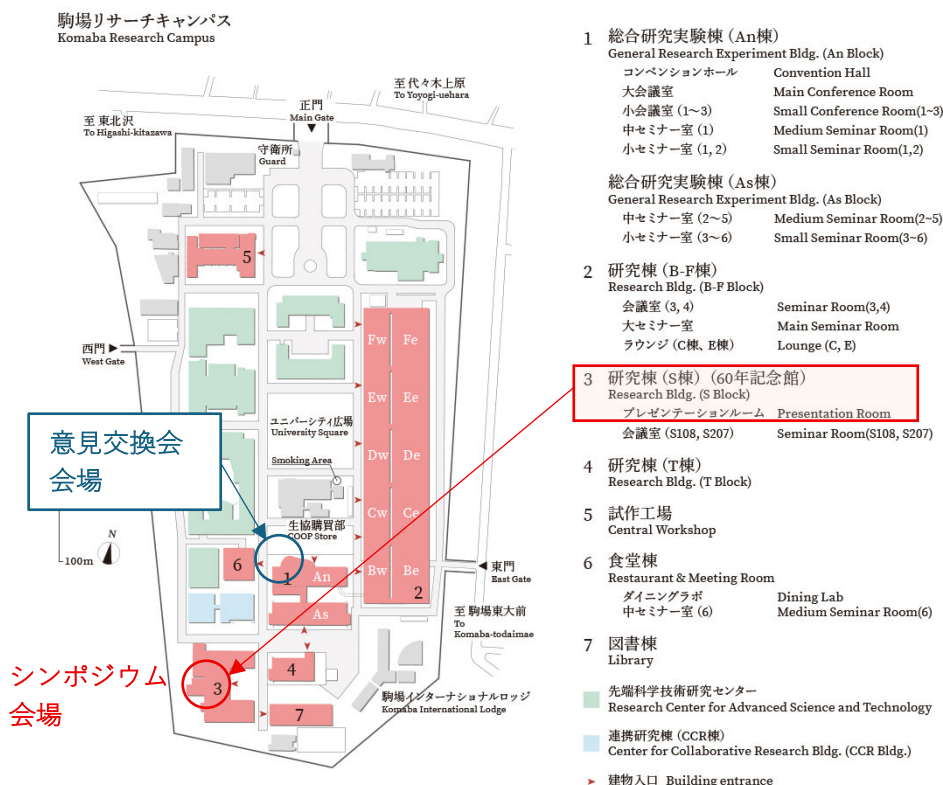 駒場リサーチキャンパス
Komaba Research Campus
至 代々木上原
To Yoyogi-uehara
正門
Main Gate
至 東北沢
To Higashi-kitazawa
守衛所
Guard
5
西門
West Gate
Fw Fe
Ew Ee
ユニバーシティ広場
University Square
意見交換会
会場
Dw De
Smoking Area
Cw Ce
生協購買部
COOP Store
N
100m
6
1 An
Bw Be
2
東門
East Gate
As
至 駒場東大前
To
Komaba-todaimae
シンポジウム
会場
3
4
駒場インターナショナルロッジ
Komaba International Lodge
7
1 総合研究実験棟 (An棟)
General Research Experiment Bldg. (An Block)
コンベンションホール Convention Hall
大会議室 Main Conference Room
小会議室 (1〜3) Small Conference Room(1~3)
中セミナー室 (1) Medium Seminar Room(1)
小セミナー室 (1, 2) Small Seminar Room(1,2)
総合研究実験棟 (As棟)
General Research Experiment Bldg. (As Block)
中セミナー室 (2〜5) Medium Seminar Room(2~5)
小セミナー室 (3〜6) Small Seminar Room(3~6)
2 研究棟 (B-F棟)
Research Bldg. (B-F Block)
会議室 (3, 4) Seminar Room(3,4)
大セミナー室 Main Seminar Room
ラウンジ (C棟、E棟) Lounge (C, E)
3 研究棟 (S棟) (60年記念館)
Research Bldg. (S Block)
プレゼンテーションルーム Presentation Room
会議室 (S108, S207) Seminar Room(S108, S207)
4 研究棟 (T棟)
Research Bldg. (T Block)
5 試作工場
Central Workshop
6 食堂棟
Restaurant & Meeting Room
ダイニングラボ Dining Lab
中セミナー室 (6) Medium Seminar Room(6)
7 図書棟
Library
先端科学技術研究センター
Research Center for Advanced Science and Technology
連携研究棟 (CCR棟)
Center for Collaborative Research Bldg. (CCR Bldg.)
建物入口 Building entrance